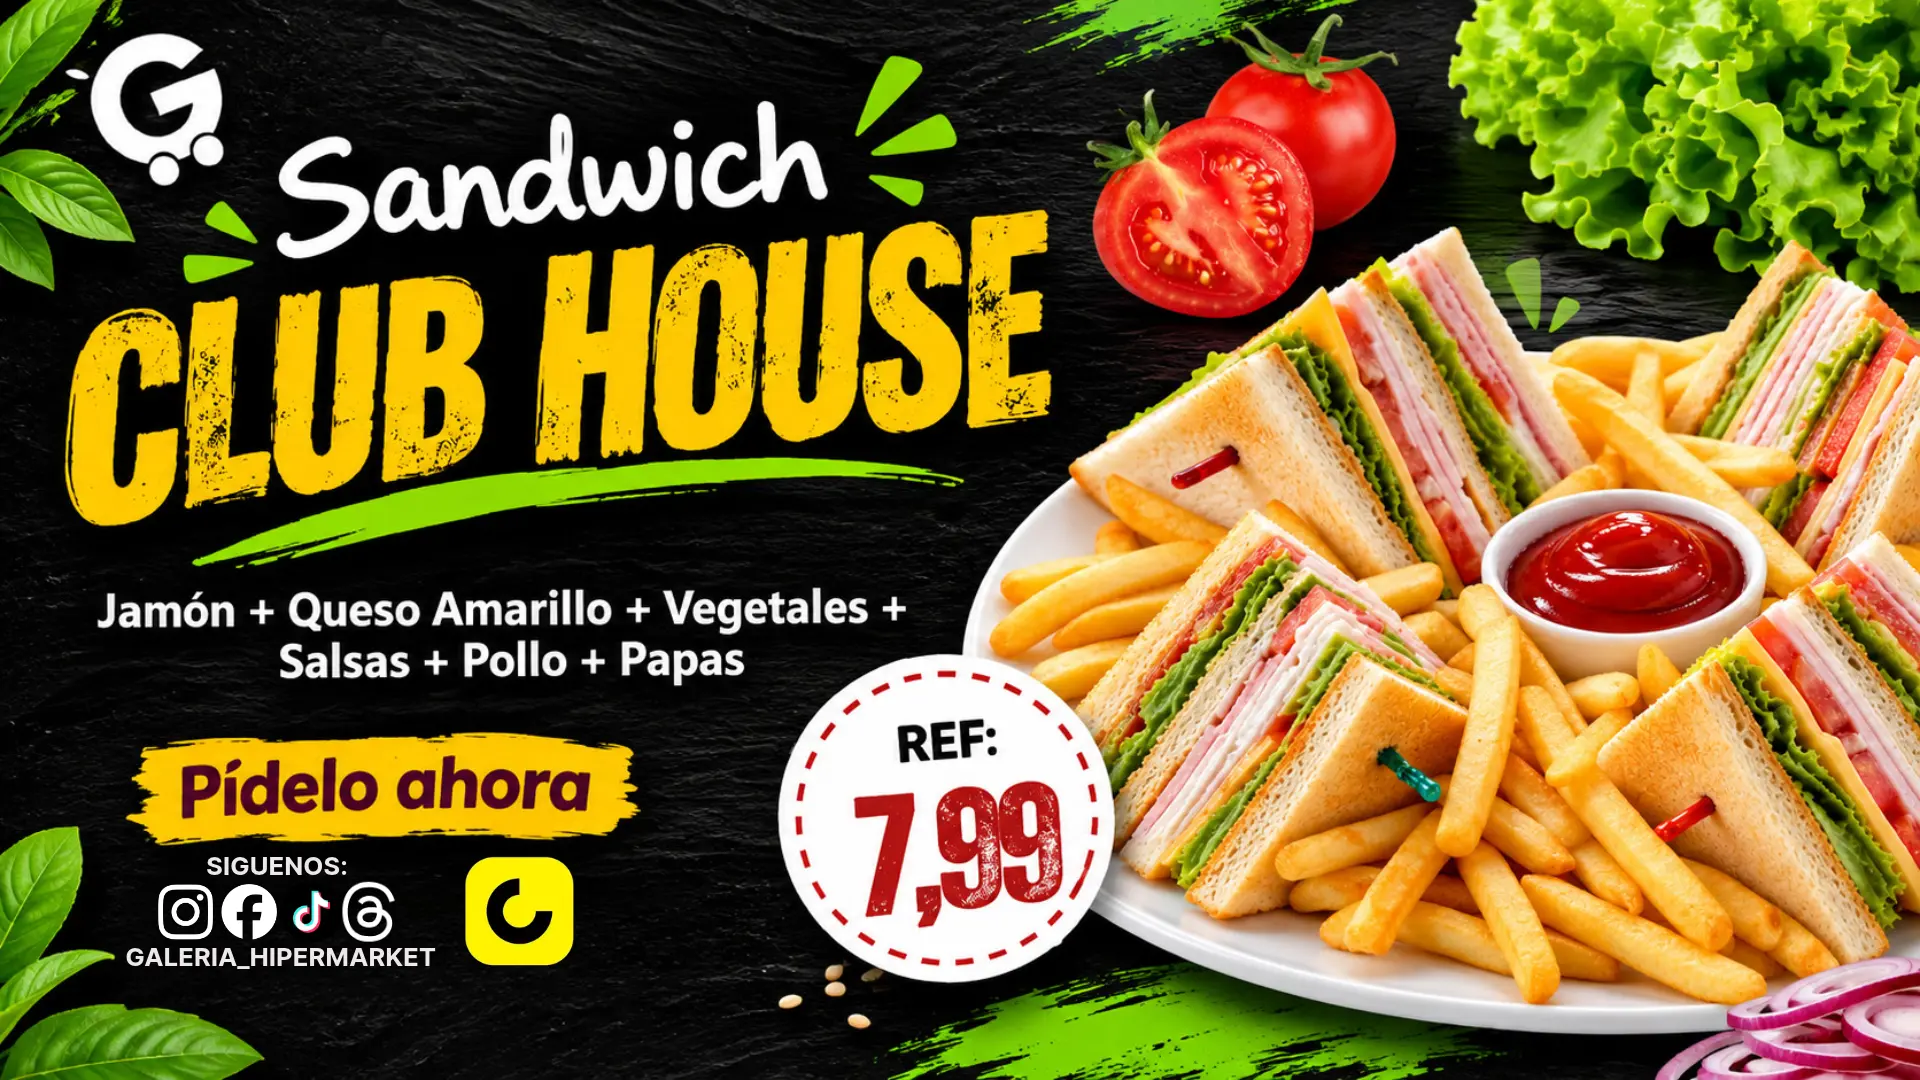 G
Sandwich
CLUB HOUSE
Jamón + Queso Amarillo + Vegetales +
Salsas + Pollo + Papas
Pídelo ahora
REF:
7,99
SIGUENOS:
GALERIA_HIPERMARKET